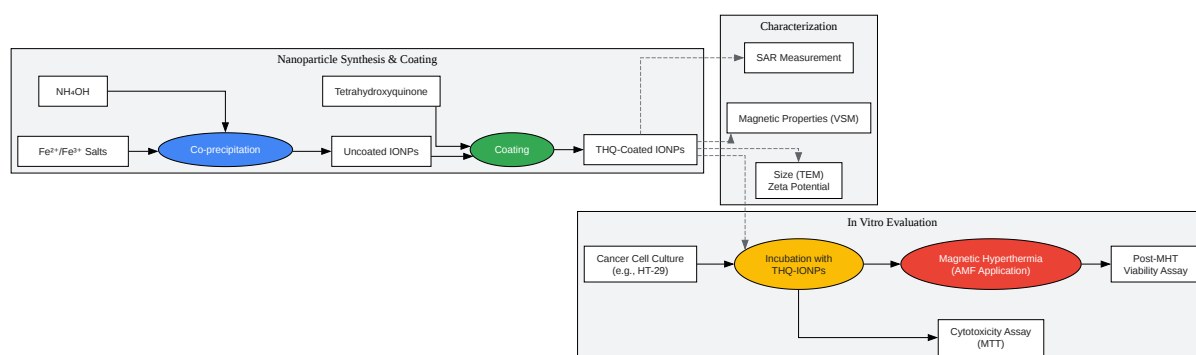 Nanoparticle Synthesis & Coating
NH₄OH
Fe²⁺/Fe³⁺ Salts
Co-precipitation
Tetrahydroxyquinone
Uncoated IONPs
Coating
THQ-Coated IONPs
Characterization
SAR Measurement
Magnetic Properties (VSM)
Size (TEM)
Zeta Potential
In Vitro Evaluation
Cancer Cell Culture
(e.g., HT-29)
Incubation with
THQ-IONPs
Magnetic Hyperthermia
(AMF Application)
Post-MHT
Viability Assay
Cytotoxicity Assay
(MTT)